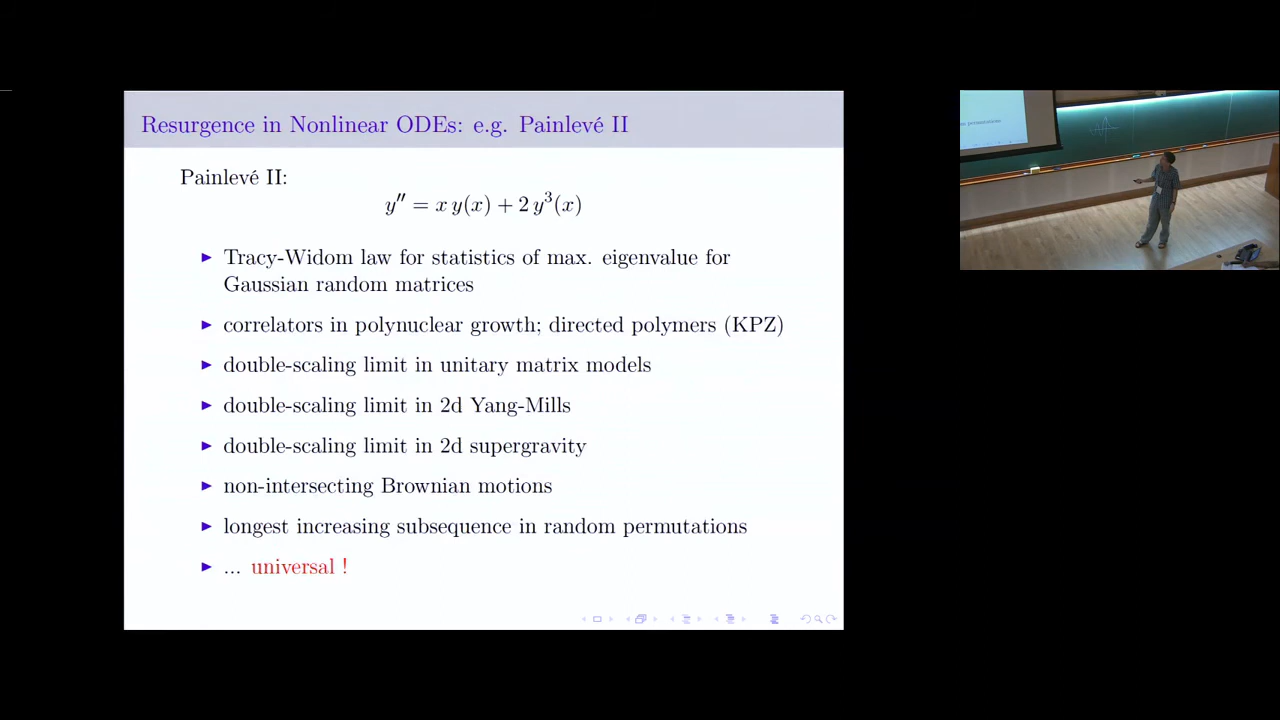 Resurgence in Nonlinear ODEs: e.g. Painlevé II
Painlevé II:
y″ = x y(x) + 2 y³(x)
▶ Tracy-Widom law for statistics of max. eigenvalue for
Gaussian random matrices
▶ correlators in polynuclear growth; directed polymers (KPZ)
▶ double-scaling limit in unitary matrix models
▶ double-scaling limit in 2d Yang-Mills
▶ double-scaling limit in 2d supergravity
▶ non-intersecting Brownian motions
▶ longest increasing subsequence in random permutations
▶ ... universal !
permutations